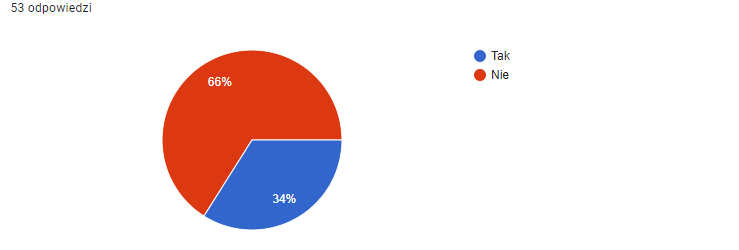 53 odpowiedzi
Tak
Nie
66%
34%